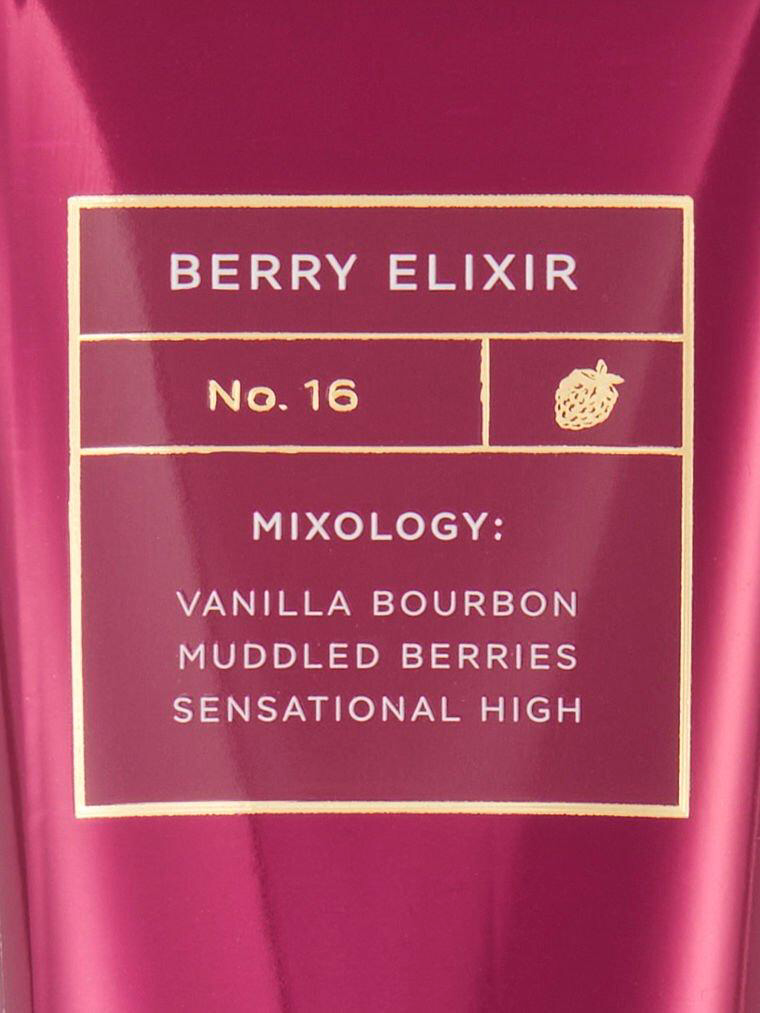 BERRY ELIXIR
No. 16
MIXOLOGY:
VANILLA BOURBON
MUDDLED BERRIES
SENSATIONAL HIGH